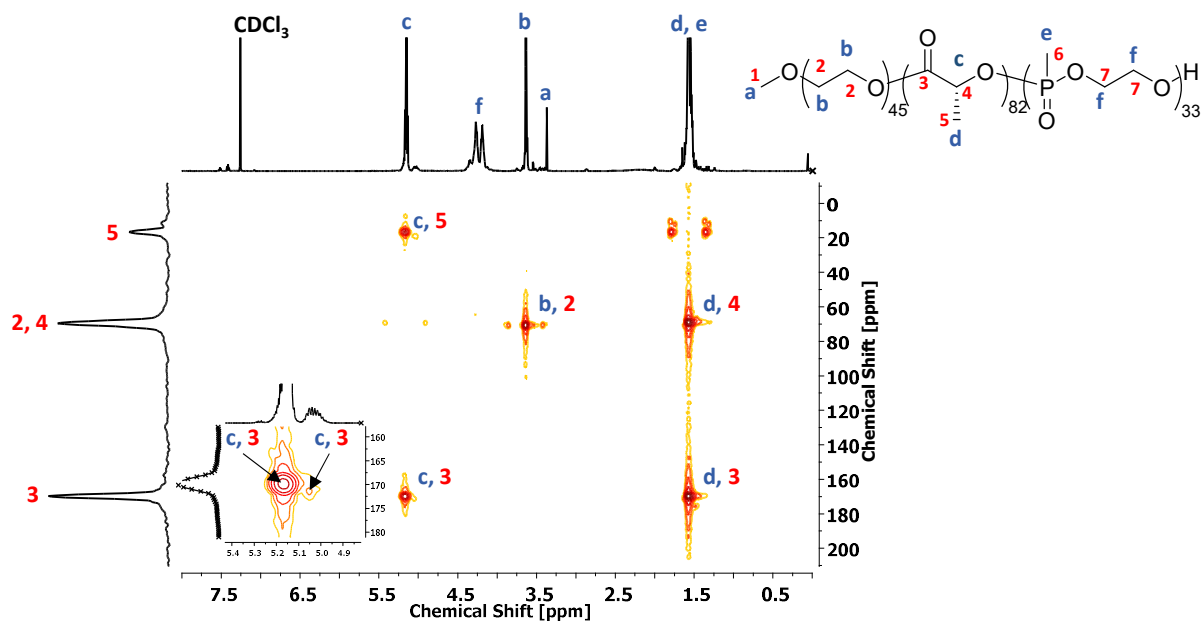 CDCl3
c
b
d, e
f
a
O
e
b
b
c
P
6
f
1
O
2
3
O
O
7
O
H
a
2
O
45
4
82
7
33
b
5
O
f
d
5
2, 4
3
c, 5
b, 2
d, 4
c, 3
d, 3
0
20
40
60
80
100
120
140
160
180
200
Chemical Shift [ppm]
c, 3
c, 3
160
165
170
175
180
5.4
5.3
5.2
5.1
5.0
4.9
7.5
6.5
5.5
4.5
3.5
2.5
1.5
0.5
Chemical Shift [ppm]